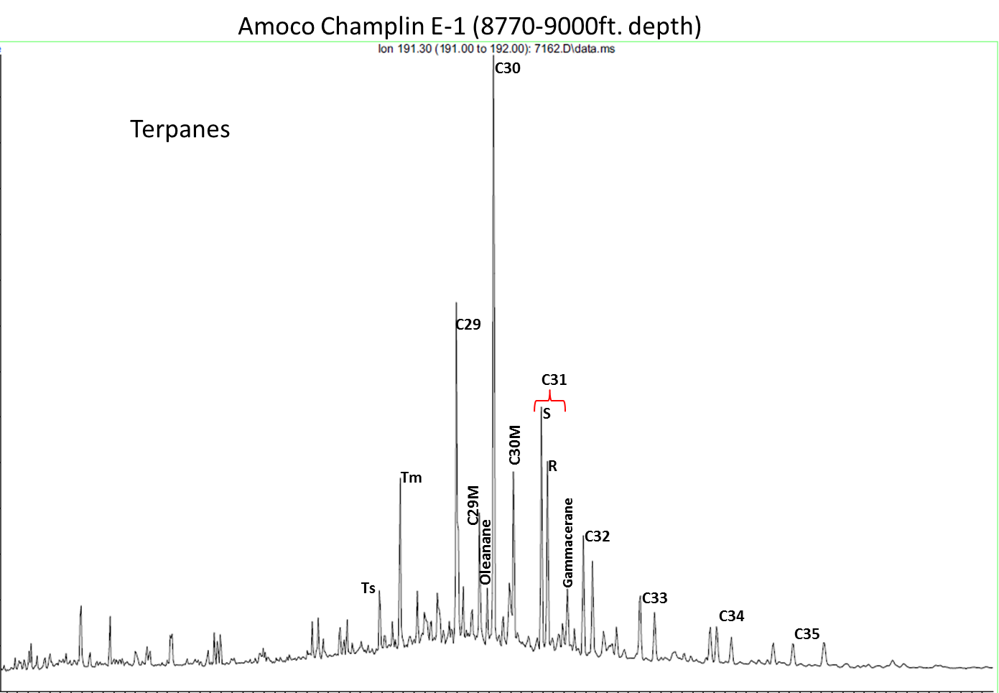 Amoco Champlin E-1 (8770-9000ft. depth)
Ion 191.30 (191.00 to 192.00): 7162.D\data.ms
C30
Terpanes
C29
C31
S
C30M
R
Tm
C29M
Oleanane
Gammacerane
C32
Ts
C33
C34
C35